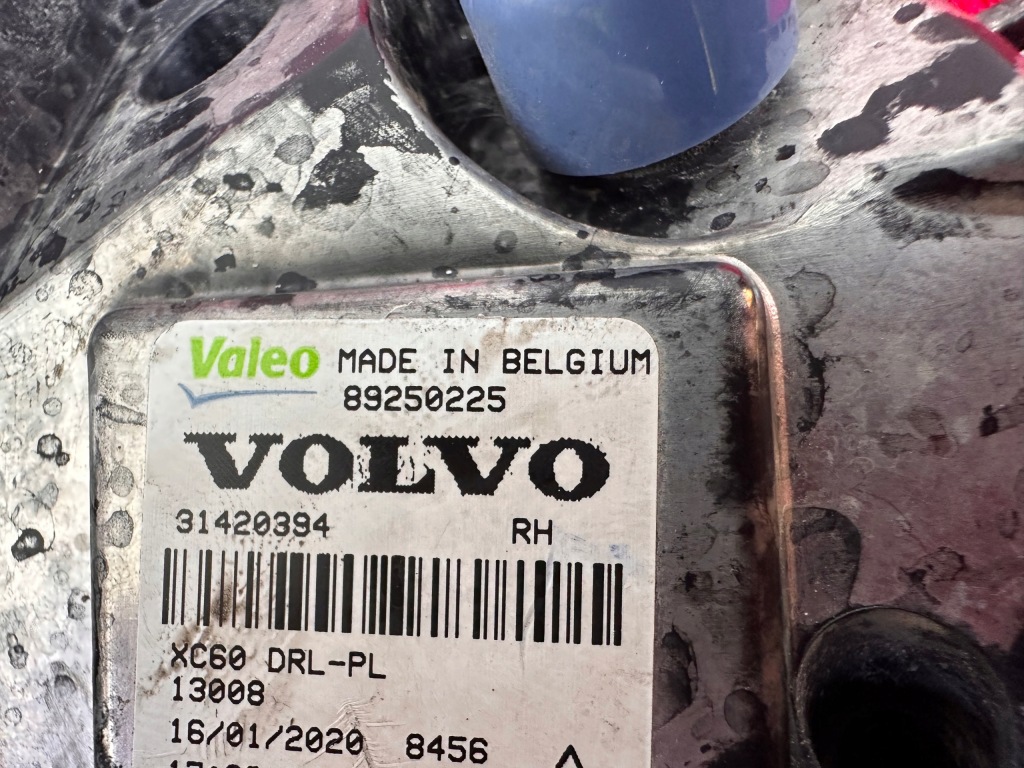 Valeo MADE IN BELGIUM
89250225
VOLVO
31420394 RH
XC60 DRL-PL
13008
16/01/2020 8456